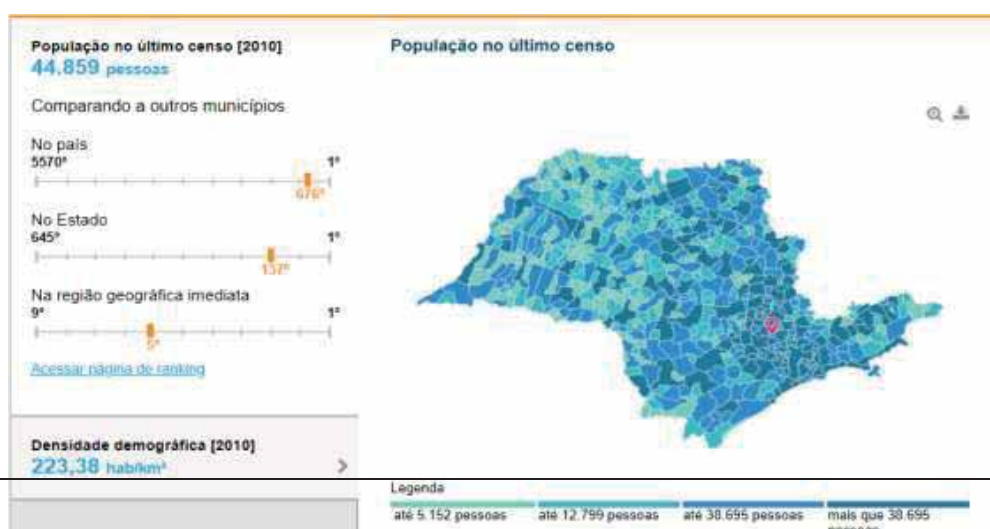 População no último censo [2010]
44.859 pessoas
Comparando a outros municípios
No país
5570º 1º
676º
No Estado
645º 1º
137º
Na região geográfica imediata
9º 1º
5º
Acessar página de ranking
Densidade demográfica [2010]
223,38 hab/km²
>
População no último censo
Legenda
até 5.152 pessoas até 12.799 pessoas até 38.695 pessoas mais que 38.695
pessoas